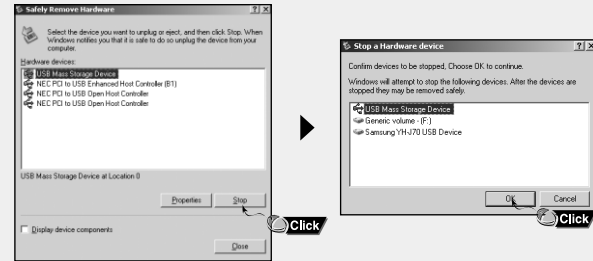 Safely Remove Hardware
Select the device you want to unplug or eject, and then click Stop. When
Windows notifies you that it is safe to do so unplug the device from your
computer.
Hardware devices:
USB Mass Storage Device
NEC PCI to USB Enhanced Host Controller (B1)
NEC PCI to USB Open Host Controller
NEC PCI to USB Open Host Controller
USB Mass Storage Device at Location 0
Properties
Stop
Click
Display device components
Close
Stop a Hardware device
Confirm devices to be stopped, Choose OK to continue.
Windows will attempt to stop the following devices. After the devices are
stopped they may be removed safely.
USB Mass Storage Device
Generic volume - (F:)
Samsung YH-J70 USB Device
OK
Cancel
Click